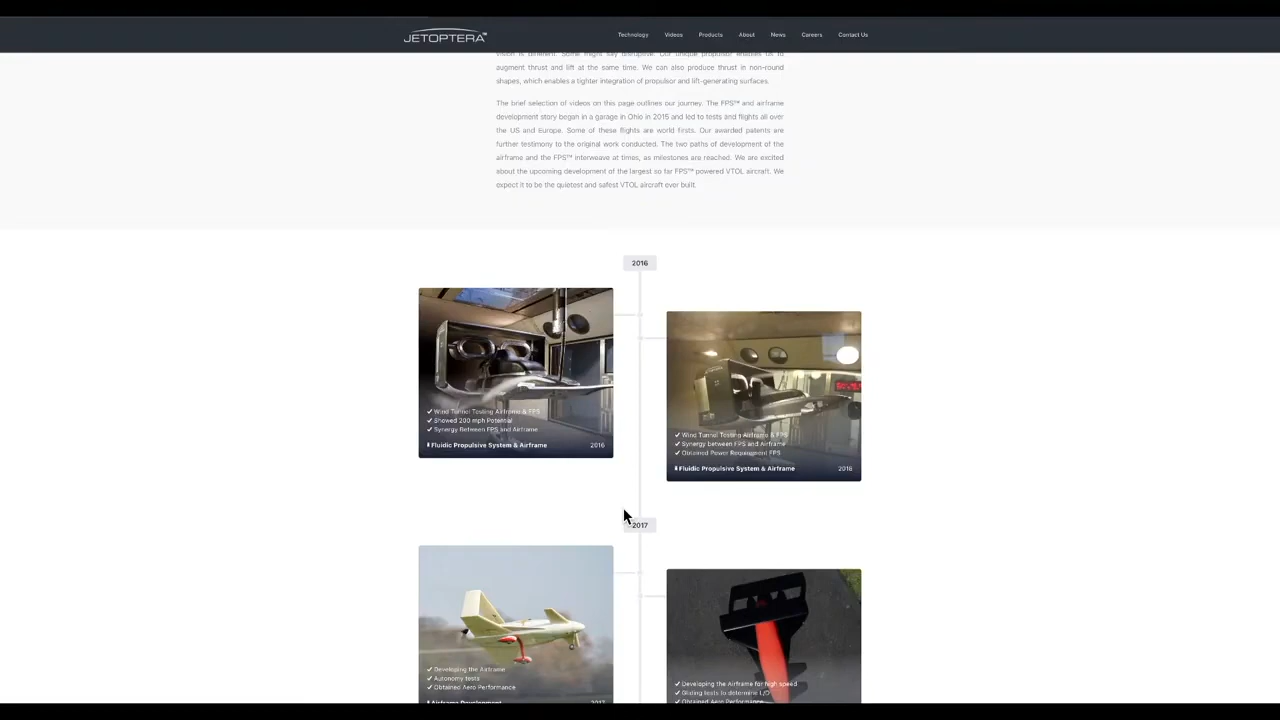 JETOPTERA™
Technology Videos Products About News Careers Contact Us
vision is different. Some might say disruptive. Our unique propulsor enables us to
augment thrust and lift at the same time. We can also produce thrust in non-round
shapes, which enables a tighter integration of propulsor and lift-generating surfaces.
The brief selection of videos on this page outlines our journey. The FPS™ and airframe
development story began in a garage in Ohio in 2015 and led to tests and flights all over
the US and Europe. Some of these flights are world firsts. Our awarded patents are
further testimony to the original work conducted. The two paths of development of the
airframe and the FPS™ interweave at times, as milestones are reached. We are excited
about the upcoming development of the largest so far FPS™ powered VTOL aircraft. We
expect it to be the quietest and safest VTOL aircraft ever built.
2016
✓ Wind Tunnel Testing Airframe & FPS
✓ Showed 200 mph Potential
✓ Synergy Between FPS and Airframe
Fluidic Propulsive System & Airframe 2016
✓ Wind Tunnel Testing Airframe & FPS
✓ Synergy between FPS and Airframe
✓ Obtained Power Requirement FPS
Fluidic Propulsive System & Airframe 2016
2017
✓ Developing the Airframe
✓ Autonomy tests
✓ Obtained Aero Performance
Airframe Development 2017
✓ Developing the Airframe for high speed
✓ Gliding tests to determine L/D
✓ Obtained Aero Performance